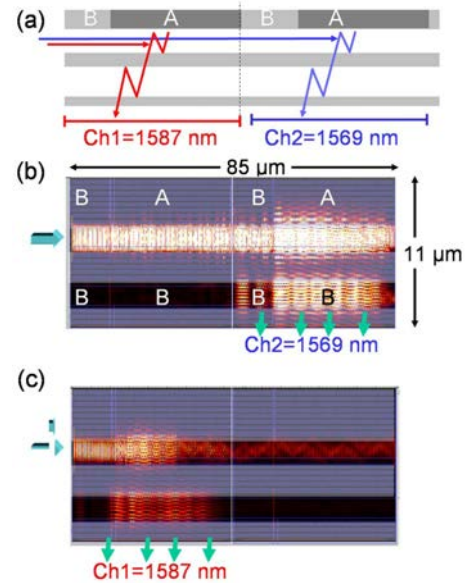 (a)
B A B A
Ch1=1587 nm Ch2=1569 nm
(b)
85 μm
B A B A
11 μm
B B B B
Ch2=1569 nm
(c)
Ch1=1587 nm